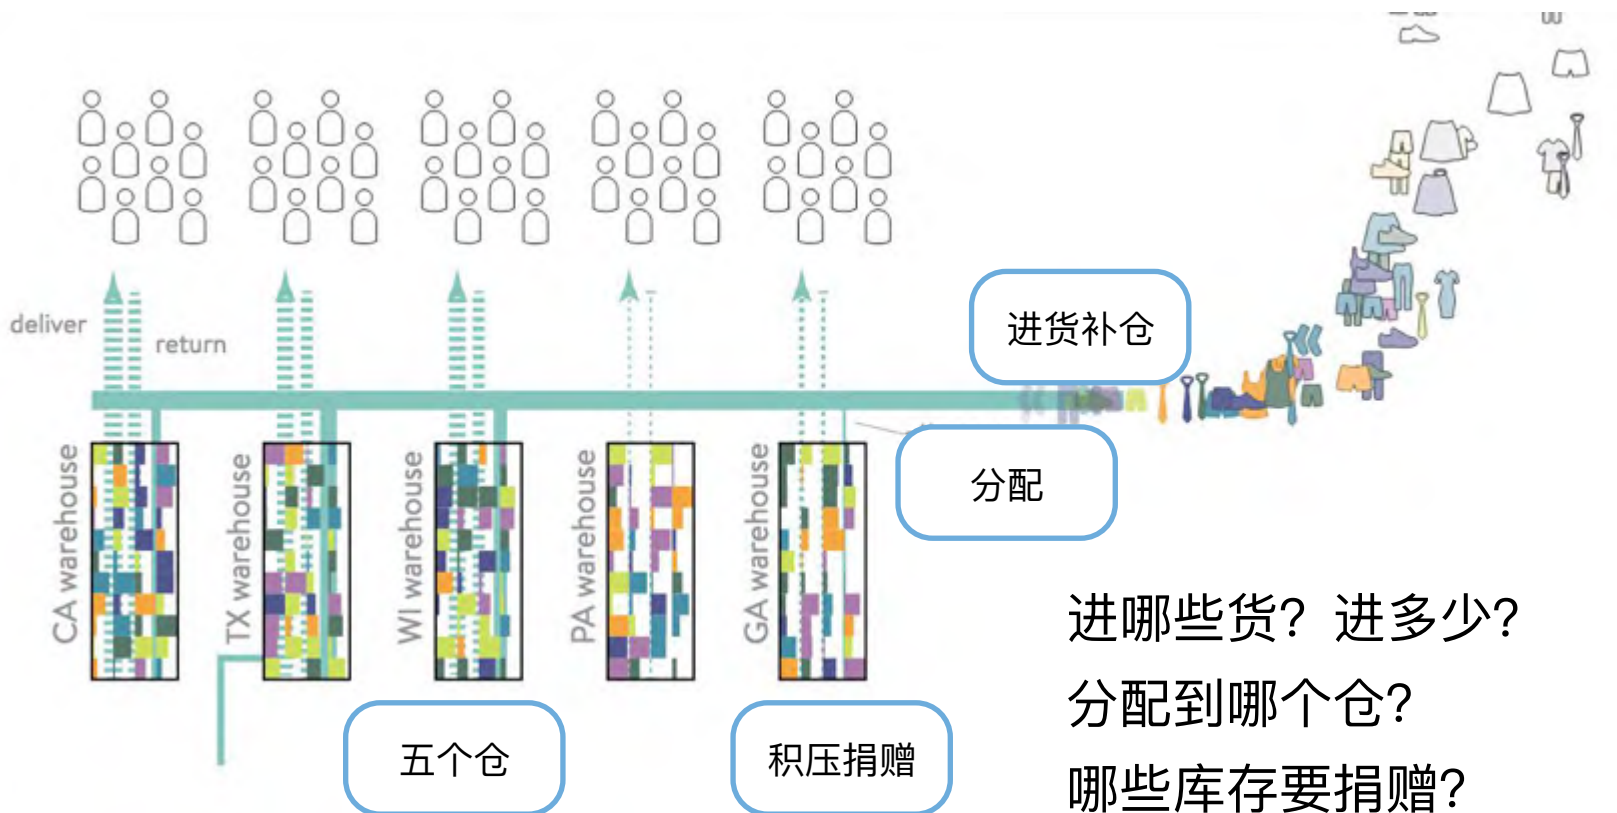 deliver
return
进货补仓
分配
CA warehouse
TX warehouse
WI warehouse
PA warehouse
GA warehouse
五个仓
积压捐赠
进哪些货？进多少？
分配到哪个仓？
哪些库存要捐赠？